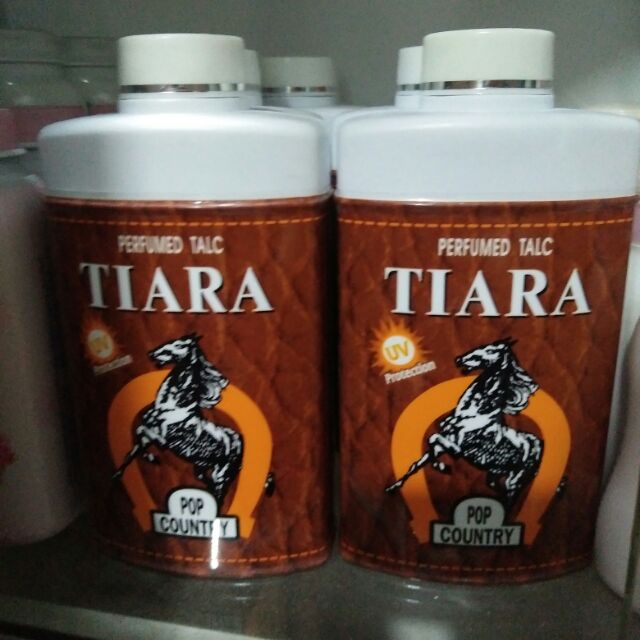 PERFUMED TALC
TIARA
UV
Protection
POP
COUNTRY
PERFUMED TALC
TIARA
UV
Protection
POP
COUNTRY